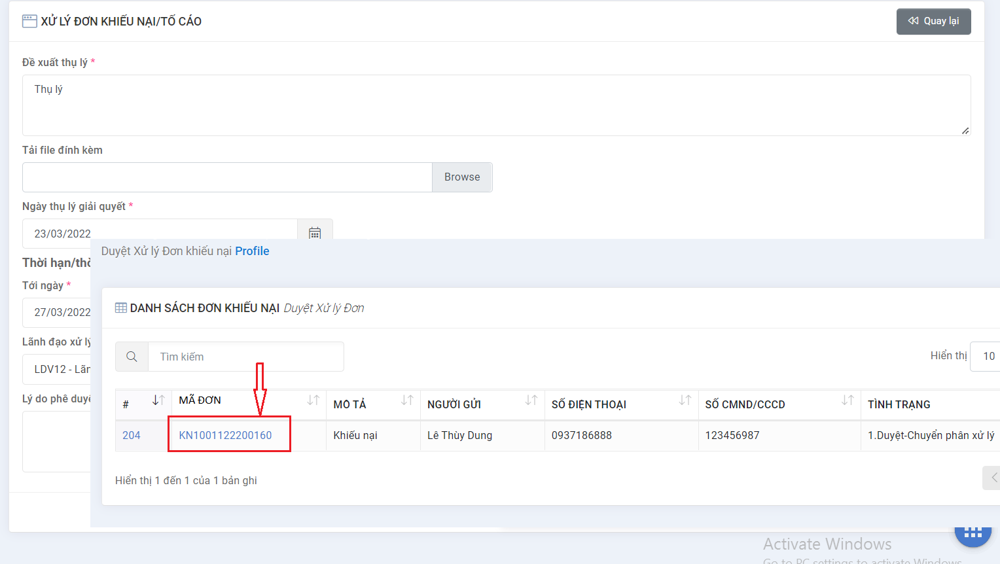 XỬ LÝ ĐƠN KHIẾU NẠI/TỐ CÁO
Quay lại
Đề xuất thụ lý *
Thụ lý
Tải file đính kèm
Browse
Ngày thụ lý giải quyết *
23/03/2022
Duyệt Xử lý Đơn khiếu nại Profile
Thời hạn/thờ
Tới ngày *
27/03/2022
DANH SÁCH ĐƠN KHIẾU NẠI Duyệt Xử lý Đơn
Lãnh đạo xử lý
Tìm kiếm
Hiển thị 10
LDV12 - Lãn
Lý do phê duyệ
# MÃ ĐƠN MÔ TẢ NGƯỜI GỬI SỐ ĐIỆN THOẠI SỐ CMND/CCCD TÌNH TRẠNG
204 KN1001122200160 Khiếu nại Lê Thùy Dung 0937186888 123456987 1.Duyệt-Chuyển phân xử lý
Hiển thị 1 đến 1 của 1 bản ghi
Activate Windows
Go to PC settings to activate Windows.